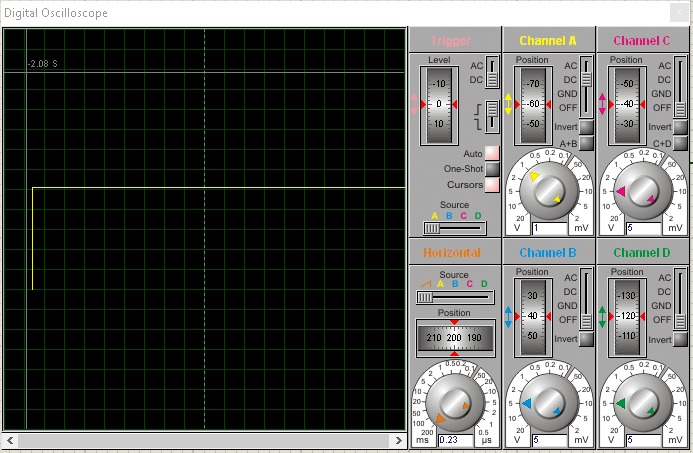 Digital Oscilloscope
-2.08 S
Trigger
Level
-10
0
10
AC
DC
Auto
One-Shot
Cursors
Source
A B C D
Channel A
Position
-70
-60
-50
AC
DC
GND
OFF
Invert
A+B
20 10 5 2 1 0.5 0.2 0.1 50 20 10 5 2
V 1 mV
Channel C
Position
-50
-40
-30
AC
DC
GND
OFF
Invert
C+D
20 10 5 2 1 0.5 0.2 0.1 50 20 10 5 2
V 5 mV
Horizontal
Source
A B C D
Position
210 200 190
200 100 50 20 10 5 2 1 0.5 0.2 0.1 50 20 10 5 2 1 0.5
ms 0.23 µs
Channel B
Position
30
40
50
AC
DC
GND
OFF
Invert
20 10 5 2 1 0.5 0.2 0.1 50 20 10 5 2
V 5 mV
Channel D
Position
-130
-120
-110
AC
DC
GND
OFF
Invert
20 10 5 2 1 0.5 0.2 0.1 50 20 10 5 2
V 5 mV